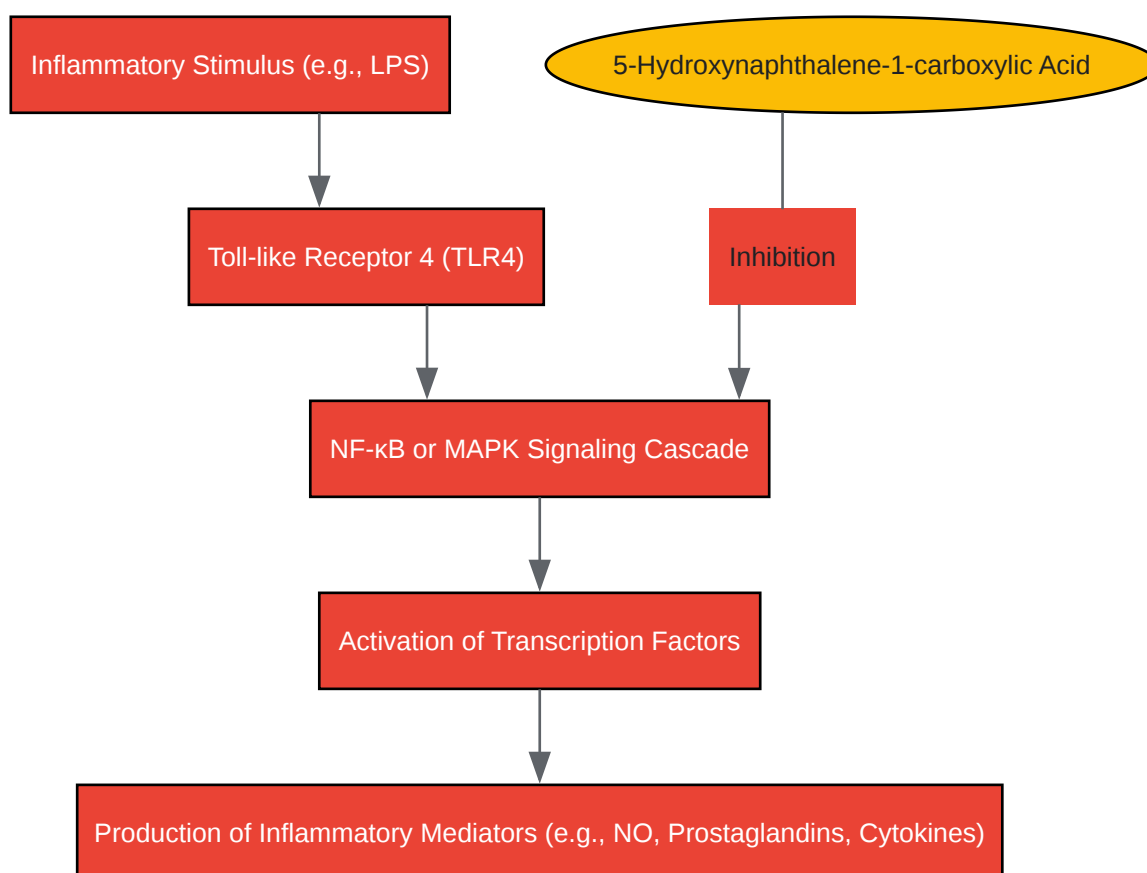 Inflammatory Stimulus (e.g., LPS)
5-Hydroxynaphthalene-1-carboxylic Acid
Toll-like Receptor 4 (TLR4)
Inhibition
NF-κB or MAPK Signaling Cascade
Activation of Transcription Factors
Production of Inflammatory Mediators (e.g., NO, Prostaglandins, Cytokines)